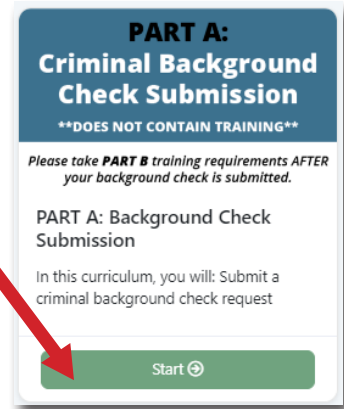 PART A:
Criminal Background
Check Submission
**DOES NOT CONTAIN TRAINING**
Please take PART B training requirements AFTER
your background check is submitted.
PART A: Background Check
Submission
In this curriculum, you will: Submit a
criminal background check request
Start